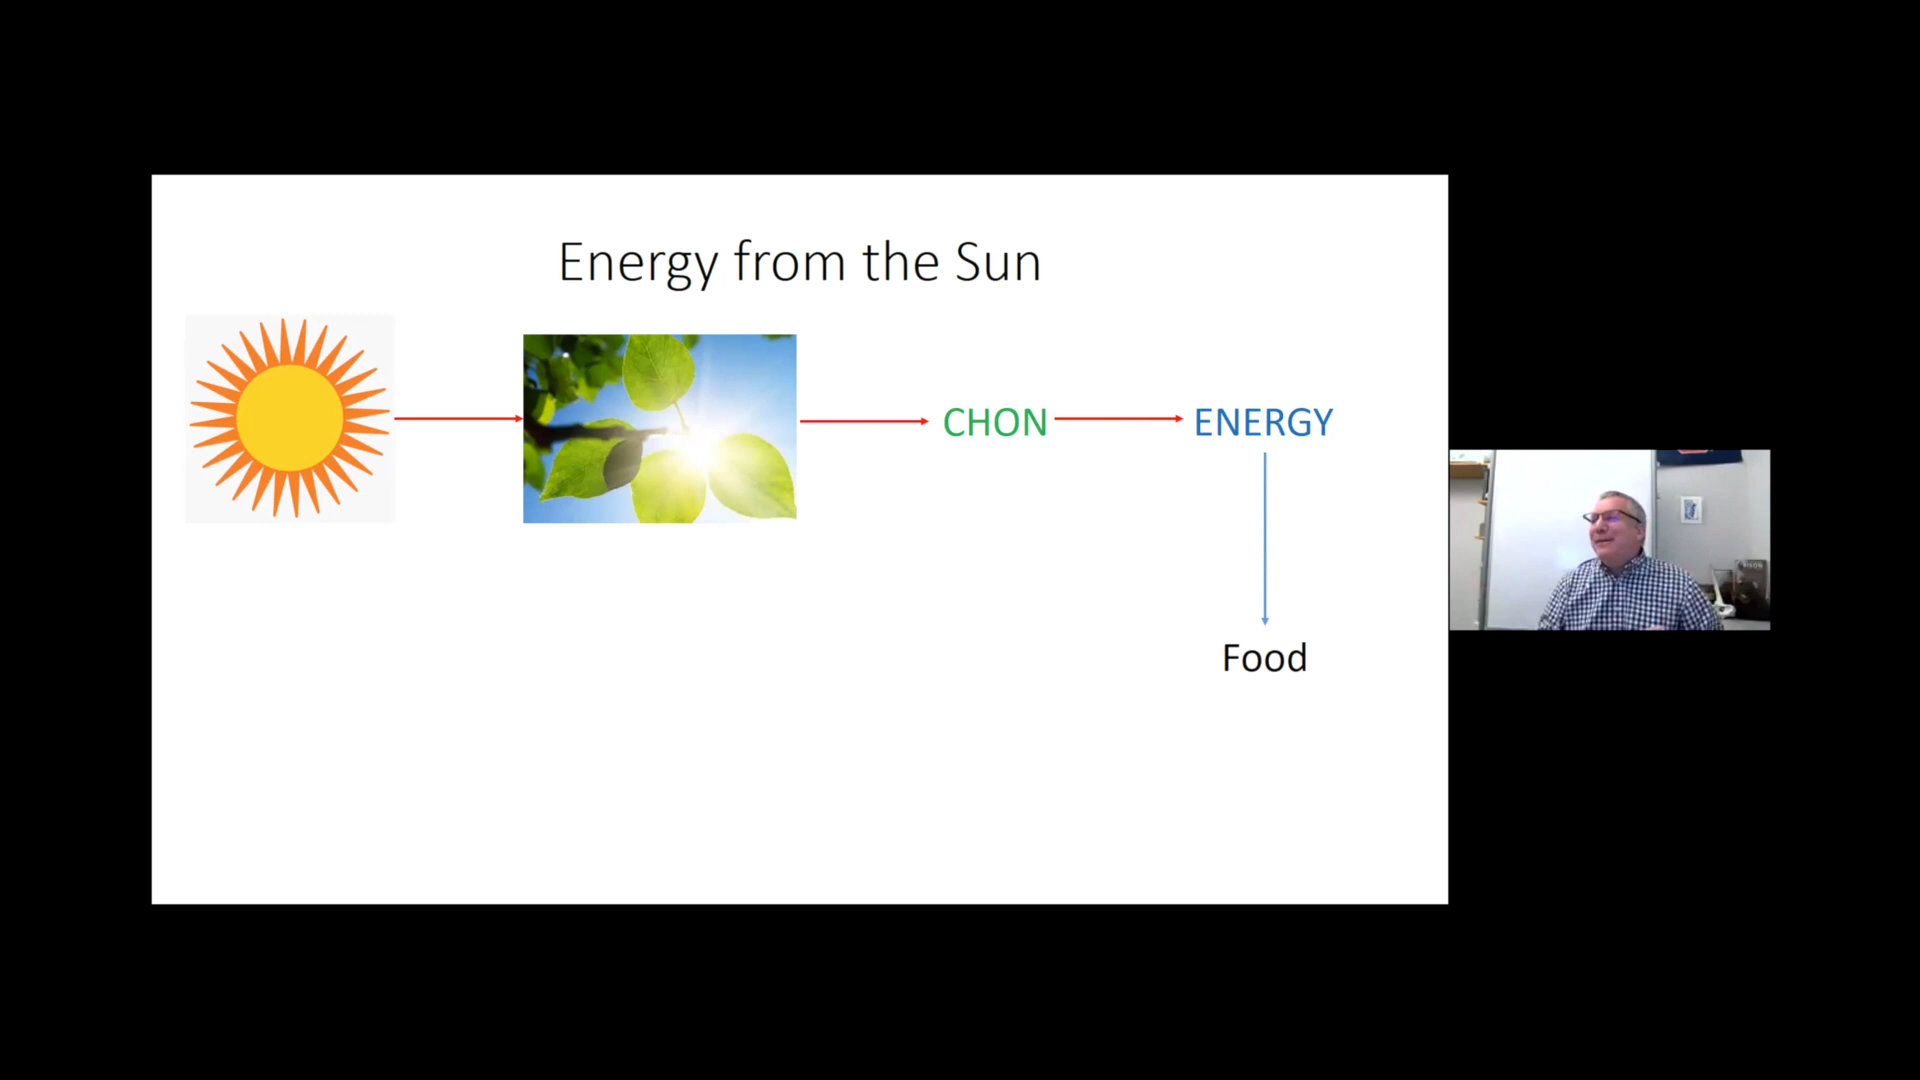 Energy from the Sun
CHON
ENERGY
Food